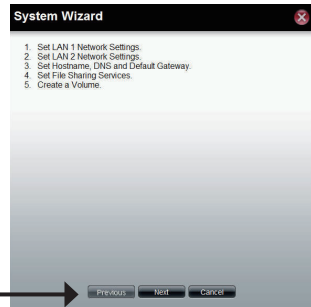 System Wizard
1. Set LAN 1 Network Settings.
2. Set LAN 2 Network Settings.
3. Set Hostname, DNS and Default Gateway.
4. Set File Sharing Services.
5. Create a Volume.
Previous Next Cancel